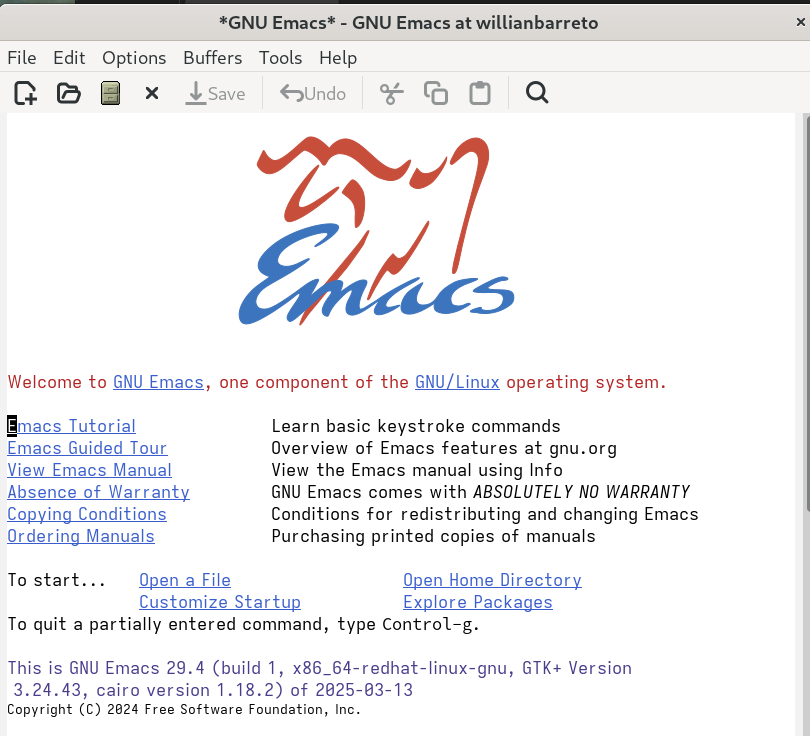 *GNU Emacs* - GNU Emacs at willianbarreto
File Edit Options Buffers Tools Help
Save Undo
Emacs
Welcome to GNU Emacs, one component of the GNU/Linux operating system.
Emacs Tutorial Learn basic keystroke commands
Emacs Guided Tour Overview of Emacs features at gnu.org
View Emacs Manual View the Emacs manual using Info
Absence of Warranty GNU Emacs comes with ABSOLUTELY NO WARRANTY
Copying Conditions Conditions for redistributing and changing Emacs
Ordering Manuals Purchasing printed copies of manuals
To start... Open a File Open Home Directory
Customize Startup Explore Packages
To quit a partially entered command, type Control-g.
This is GNU Emacs 29.4 (build 1, x86_64-redhat-linux-gnu, GTK+ Version
3.24.43, cairo version 1.18.2) of 2025-03-13
Copyright (C) 2024 Free Software Foundation, Inc.